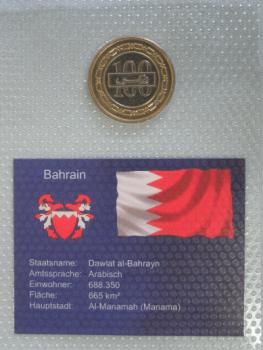 100
Bahrain
Staatsname: Dawlat al-Bahrayn
Amtssprache: Arabisch
Einwohner: 688.350
Fläche: 665 km²
Hauptstadt: Al-Manamah (Manama)